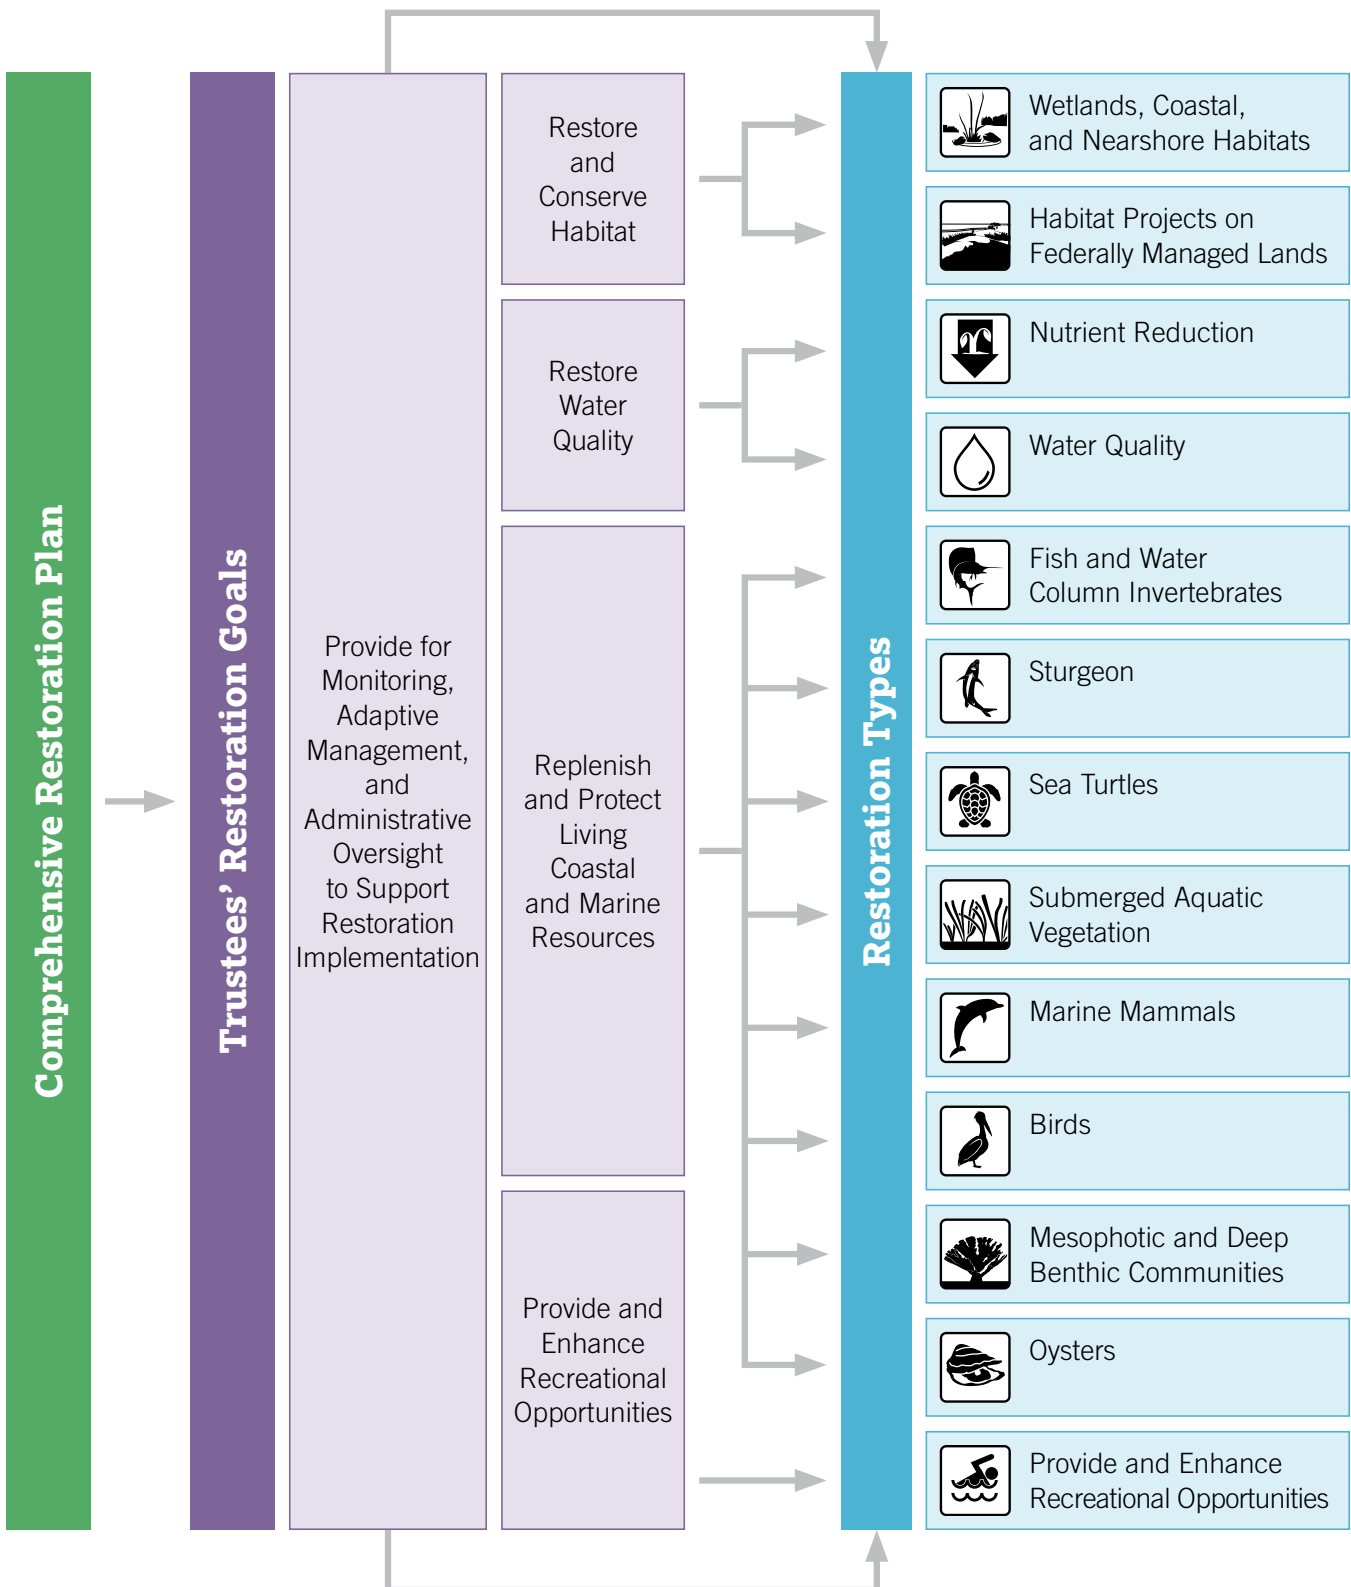 Comprehensive Restoration Plan
Trustees’ Restoration Goals
Provide for
Monitoring,
Adaptive
Management,
and
Administrative
Oversight
to Support
Restoration
Implementation
Restore
and
Conserve
Habitat
Restore
Water
Quality
Replenish
and Protect
Living
Coastal
and Marine
Resources
Provide and
Enhance
Recreational
Opportunities
Restoration Types
Wetlands, Coastal,
and Nearshore Habitats
Habitat Projects on
Federally Managed Lands
Nutrient Reduction
Water Quality
Fish and Water
Column Invertebrates
Sturgeon
Sea Turtles
Submerged Aquatic
Vegetation
Marine Mammals
Birds
Mesophotic and Deep
Benthic Communities
Oysters
Provide and Enhance
Recreational Opportunities